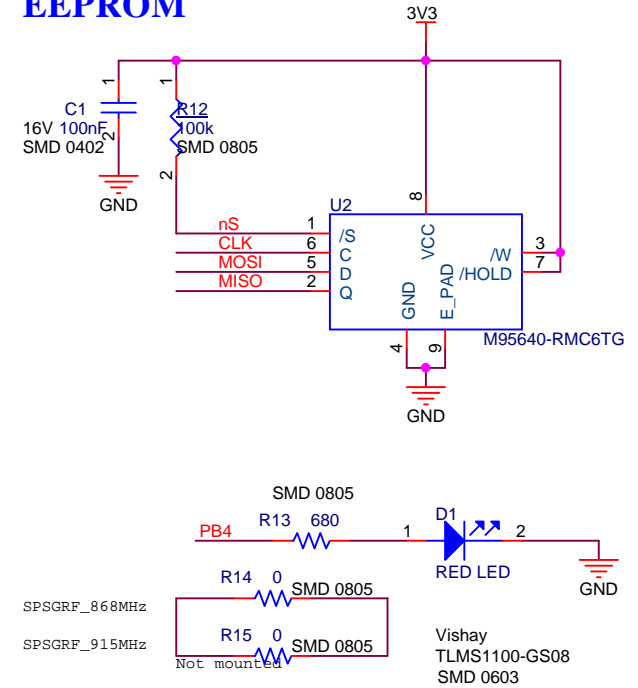 EEPROM
3V3
1
1
C1
R12
16V 100nF
100k
2
SMD 0402
SMD 0805
2
GND
8
U2
nS
1
/S
VCC
CLK
6
C
/W
3
MOSI
5
D
/HOLD
7
MISO
2
Q
GND
E_PAD
M95640-RMC6TG
4
9
GND
SMD 0805
PB4
R13
680
1
D1
2
RED LED
GND
R14
0
SMD 0805
SPSGRF_868MHz
R15
0
SMD 0805
SPSGRF_915MHz
Not mounted
Vishay
TLMS1100-GS08
SMD 0603